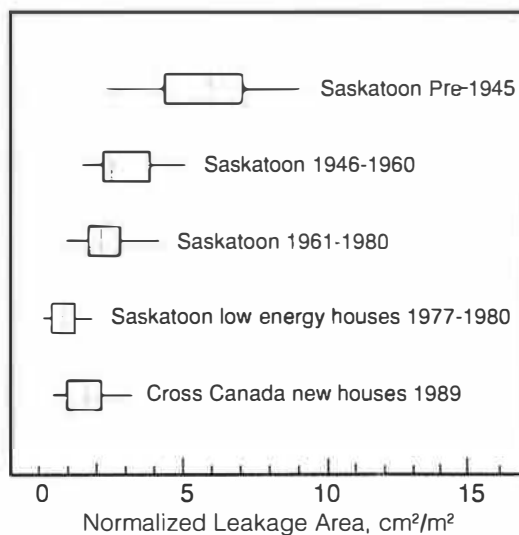 Saskatoon Pre-1945
Saskatoon 1946-1960
Saskatoon 1961-1980
Saskatoon low energy houses 1977-1980
Cross Canada new houses 1989
0 5 10 15
Normalized Leakage Area, cm²/m²